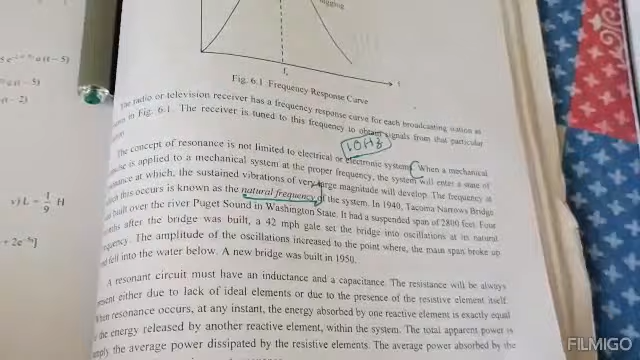 5 e
u (t – 5)
u(t – 5)
(t – 2)
v) L = 1/9 H
+ 2e
]
lagging
f
Fig. 6.1 Frequency Response Curve
The radio or television receiver has a frequency response curve for each broadcasting station as
in Fig. 6.1. The receiver is tuned to this frequency to obtain signals from that particular
10Hz
The concept of resonance is not limited to electrical or electronic systems. When a mechanical
is applied to a mechanical system at the proper frequency, the system will enter a state of
at which, the sustained vibrations of very large magnitude will develop. The frequency at
this occurs is known as the natural frequency of the system. In 1940, Tacoma Narrows Bridge
was built over the river Puget Sound in Washington State. It had a suspended span of 2800 feet. Four
after the bridge was built, a 42 mph gale set the bridge into oscillations at its natural
frequency. The amplitude of the oscillations increased to the point where, the main span broke up
and fell into the water below. A new bridge was built in 1950.
A resonant circuit must have an inductance and a capacitance. The resistance will be always
present either due to lack of ideal elements or due to the presence of the resistive element itself.
When resonance occurs, at any instant, the energy absorbed by one reactive element is exactly equal
the energy released by another reactive element, within the system. The total apparent power is
simply the average power dissipated by the resistive elements. The average power absorbed by the
FILMIGO